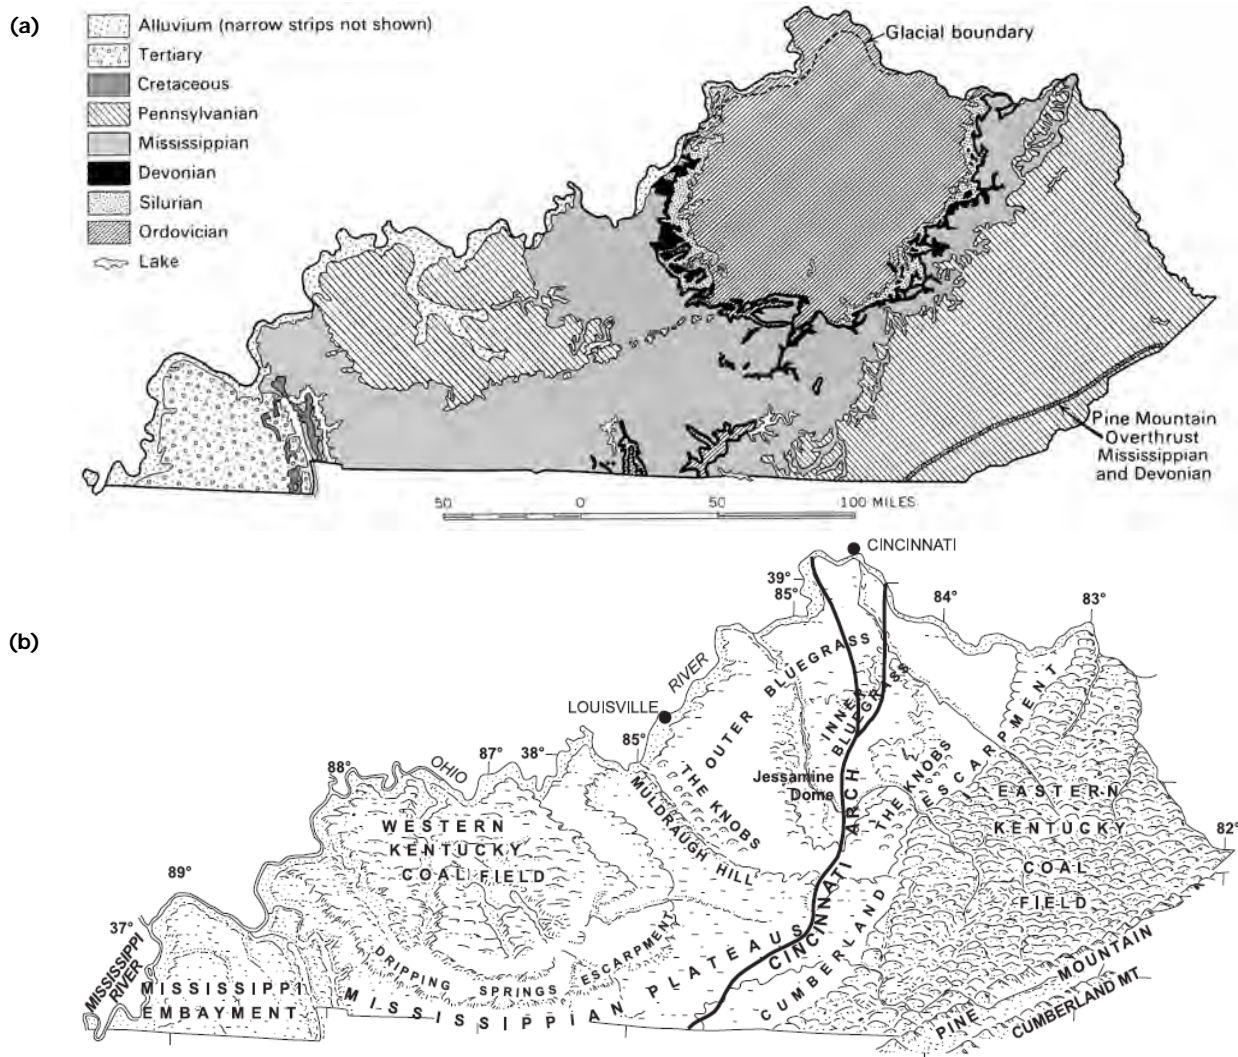 (a)
Alluvium (narrow strips not shown)
Tertiary
Cretaceous
Pennsylvanian
Mississippian
Devonian
Silurian
Ordovician
Lake
Glacial boundary
Pine Mountain
Overthrust
Mississippian
and Devonian
50 0 50 100 MILES
(b)
CINCINNATI
39°
85°
84°
83°
RIVER
LOUISVILLE
OUTER BLUEGRASS
INNER
BLUEGRASS
85°
38°
87°
OHIO
88°
THE KNOBS
MULDRAUGH HILL
Jessamine
Dome
CINCINNATI ARCH
THE KNOBS
ESCARPMENT
EASTERN
KENTUCKY
COAL
FIELD
82°
WESTERN
KENTUCKY
COAL FIELD
89°
37°
MISSISSIPPI
RIVER
MISSISSIPPI
EMBAYMENT
DRIPPING SPRINGS ESCARPMENT
MISSISSIPPIAN PLATEAUS
CUMBERLAND
PINE MOUNTAIN
CUMBERLAND MT